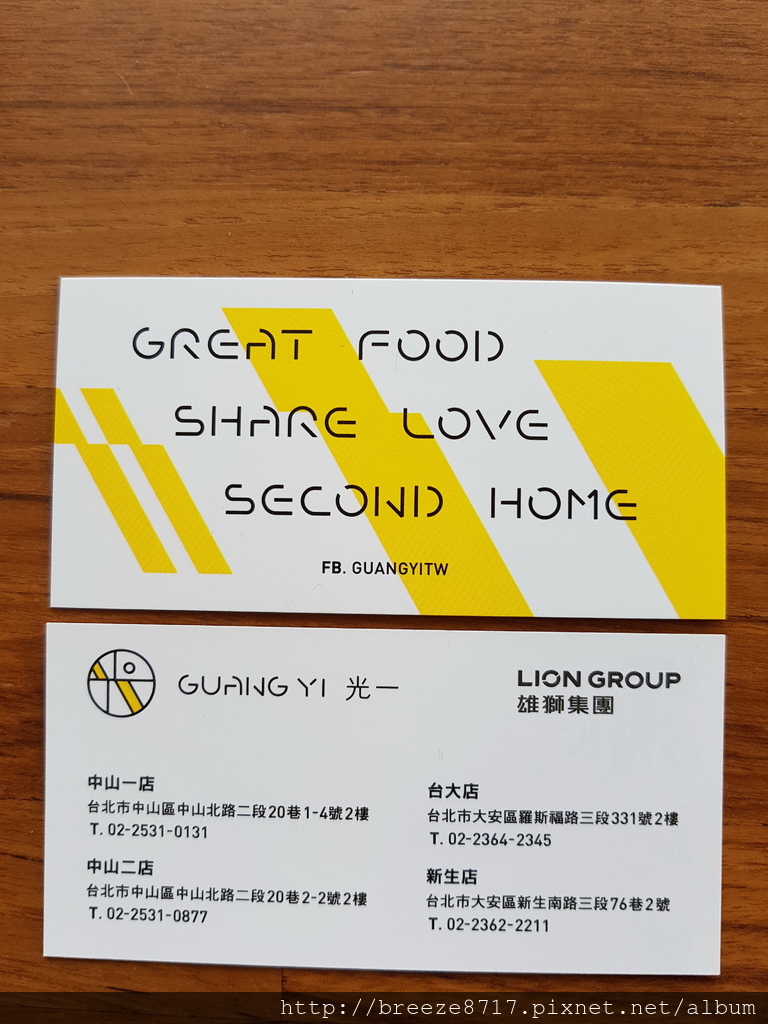 GREAT FOOD
SHARE LOVE
SECOND HOME
FB. GUANGYITW
GUANG YI 光一
LION GROUP
雄獅集團
中山一店
台北市中山區中山北路二段20巷1-4號2樓
T. 02-2531-0131
中山二店
台北市中山區中山北路二段20巷2-2號2樓
T. 02-2531-0877
台大店
台北市大安區羅斯福路三段331號2樓
T. 02-2364-2345
新生店
台北市大安區新生南路三段76巷2號
T. 02-2362-2211
http://breeze8717.pixnet.net/album